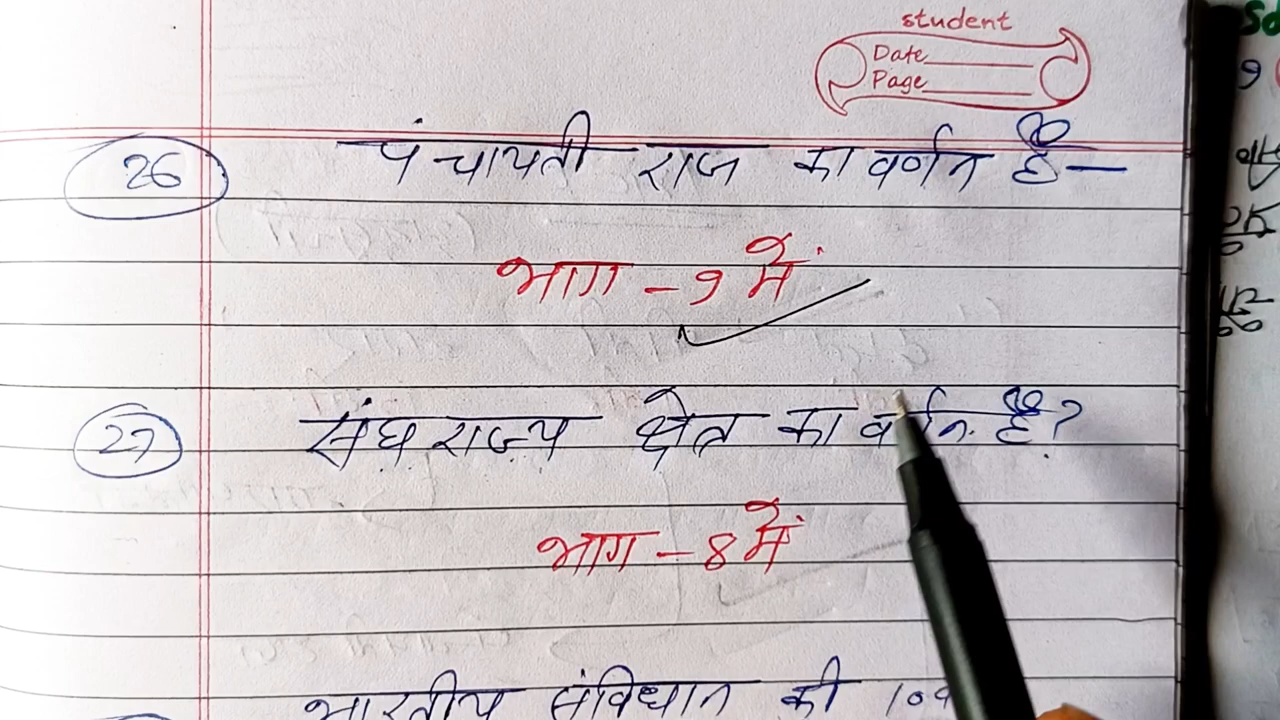 student
Date
Page
26 पंचायती राज का वर्णन है—
भाग - 9 में
27 संघ राज्य क्षेत्र का वर्णन है?
भाग - 8 में
भारतीय संविधान की